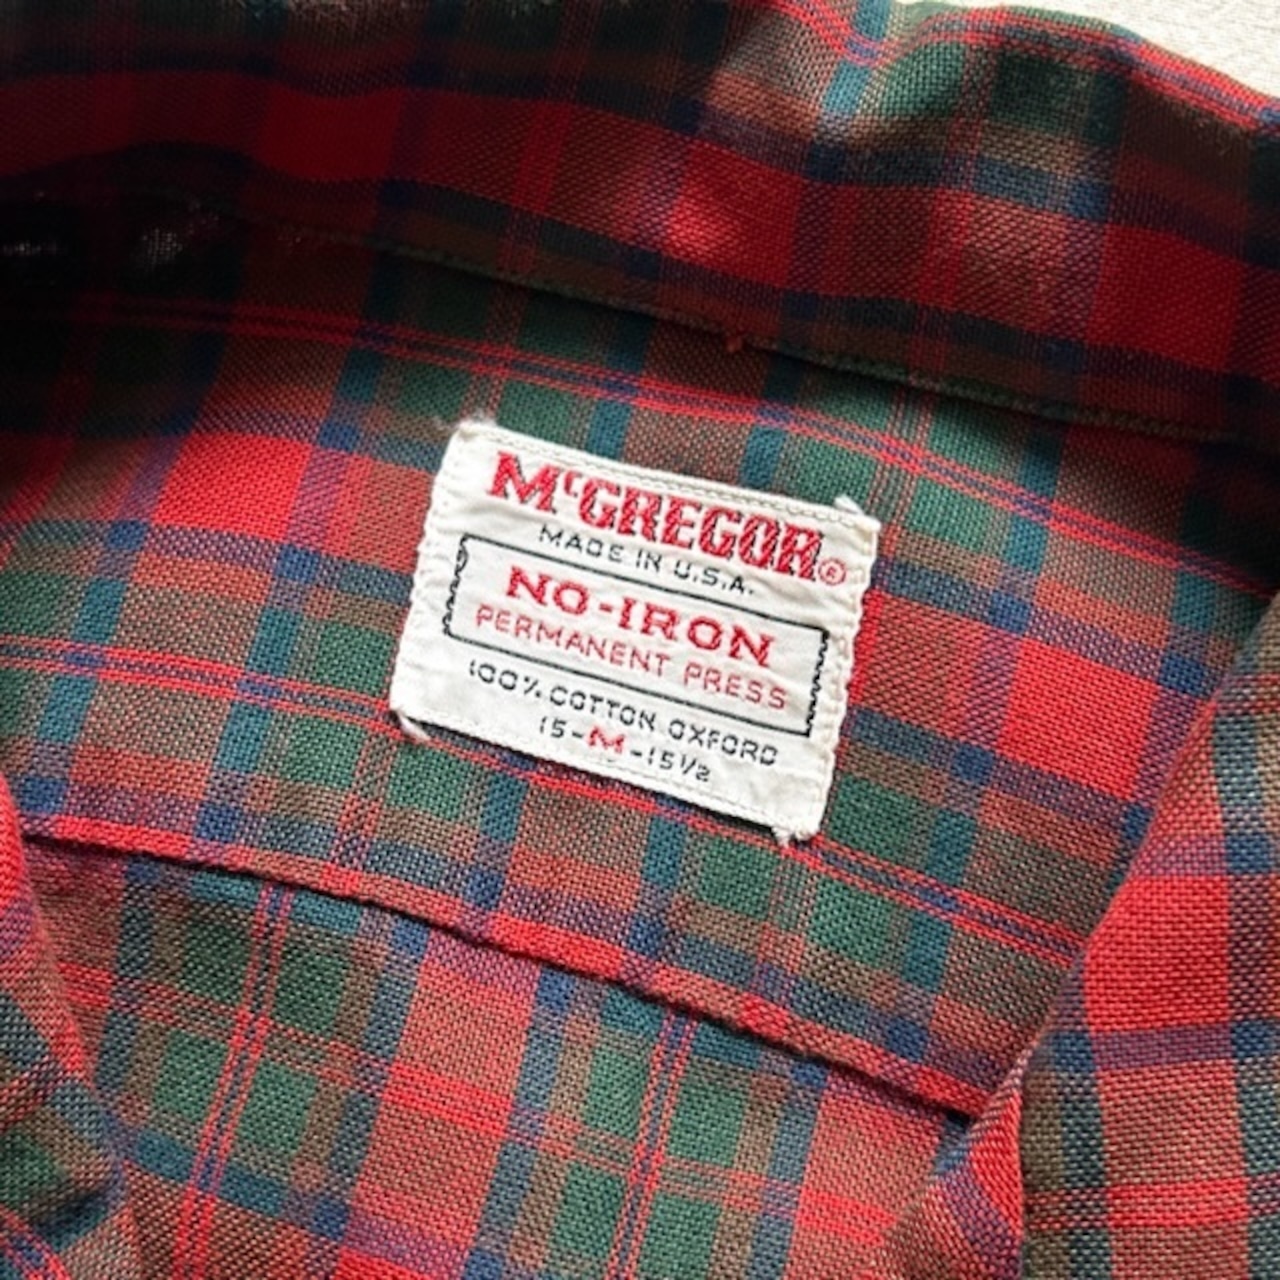 McGREGOR®
MADE IN U.S.A.
NO-IRON
PERMANENT PRESS
100% COTTON OXFORD
15-M-15½